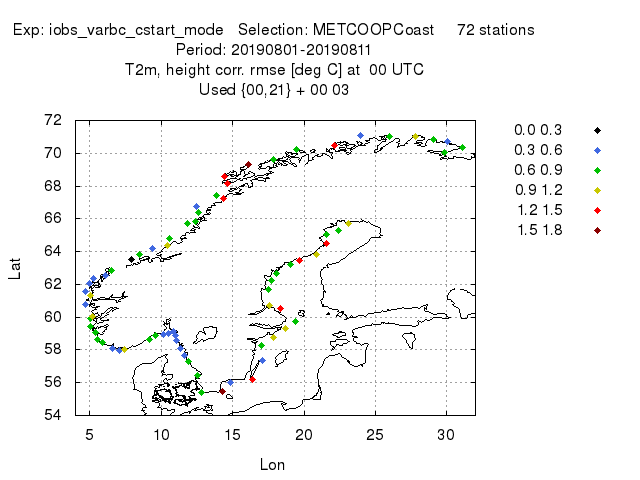 Exp: iobs_varbc_cstart_mode   Selection: METCOOPCoast     72 stations
Period: 20190801-20190811
T2m, height corr. rmse [deg C] at  00 UTC
Used {00,21} + 00 03
72
70
68
66
64
62
60
58
56
54
5 10 15 20 25 30
Lat
Lon
0.0 0.3
0.3 0.6
0.6 0.9
0.9 1.2
1.2 1.5
1.5 1.8